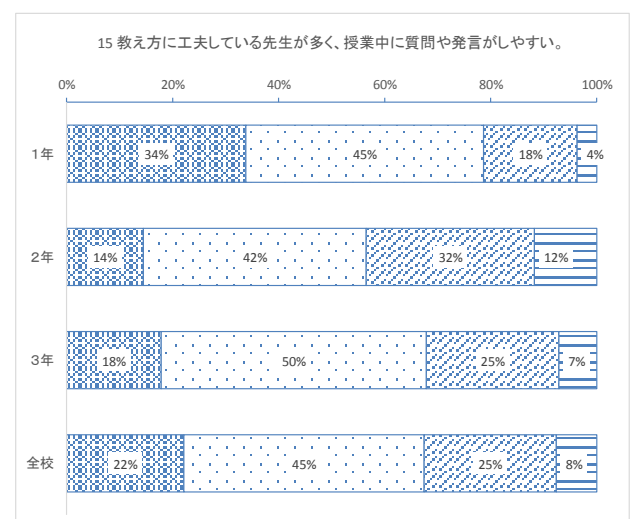 15 教え方に工夫している先生が多く、授業中に質問や発言がしやすい。
0% 20% 40% 60% 80% 100%
1年 34% 45% 18% 4%
2年 14% 42% 32% 12%
3年 18% 50% 25% 7%
全校 22% 45% 25% 8%